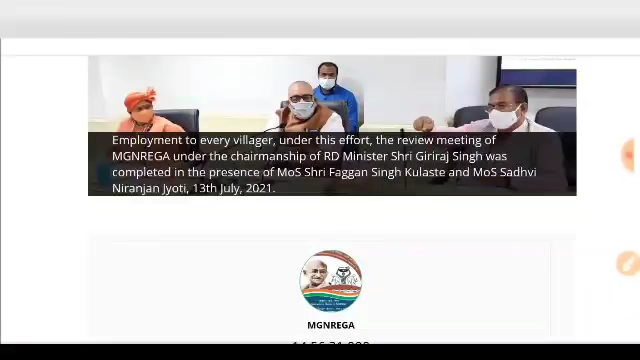 Employment to every villager, under this effort, the review meeting of
MGNREGA under the chairmanship of RD Minister Shri Giriraj Singh was
completed in the presence of MoS Shri Faggan Singh Kulaste and MoS Sadhvi
Niranjan Jyoti, 13th July, 2021.
MGNREGA